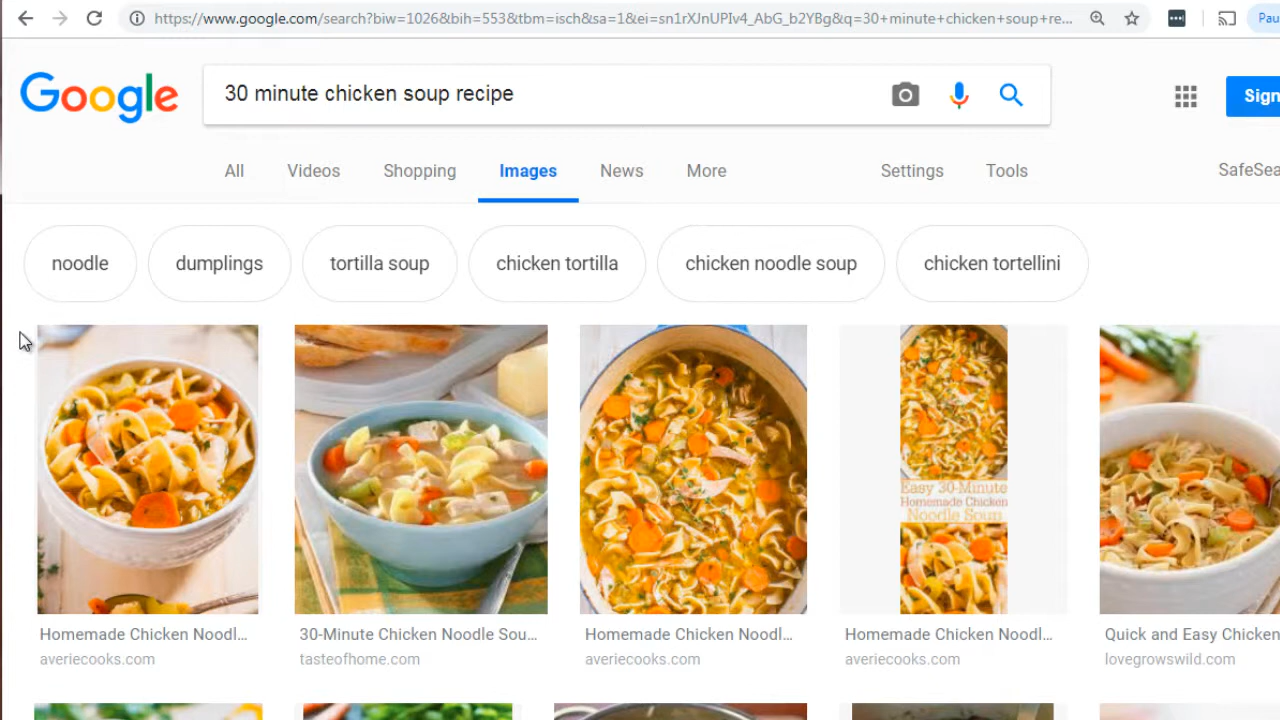 https://www.google.com/search?biw=1026&bih=553&tbm=isch&sa=1&ei=sn1rXJnUPIv4_AbG_b2YBg&q=30+minute+chicken+soup+re...
Pau
Google
30 minute chicken soup recipe
Sign
All Videos Shopping Images News More Settings Tools SafeSea
noodle dumplings tortilla soup chicken tortilla chicken noodle soup chicken tortellini
Easy 30-Minute
Homemade Chicken
Noodle Soup
Homemade Chicken Noodl... 30-Minute Chicken Noodle Sou... Homemade Chicken Noodl... Homemade Chicken Noodl... Quick and Easy Chicken
averiecooks.com tasteofhome.com averiecooks.com averiecooks.com lovegrowswild.com